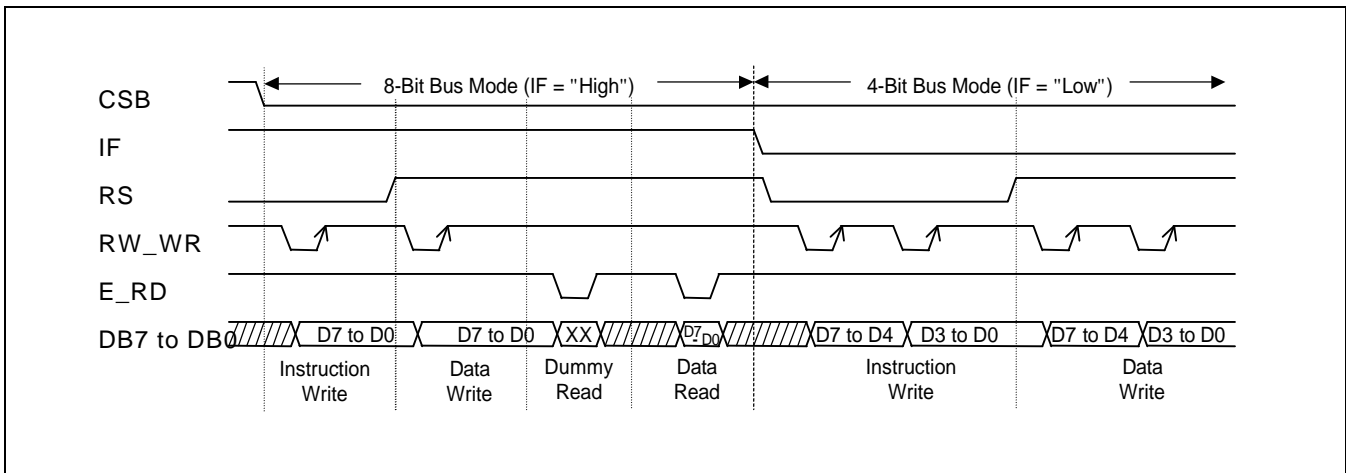 8-Bit Bus Mode (IF = "High")
4-Bit Bus Mode (IF = "Low")
CSB
IF
RS
RW_WR
E_RD
DB7 to DB0
D7 to D0
D7 to D0
XX
D7 - D0
D7 to D4
D3 to D0
D7 to D4
D3 to D0
Instruction
Write
Data
Write
Dummy
Read
Data
Read
Instruction
Write
Data
Write